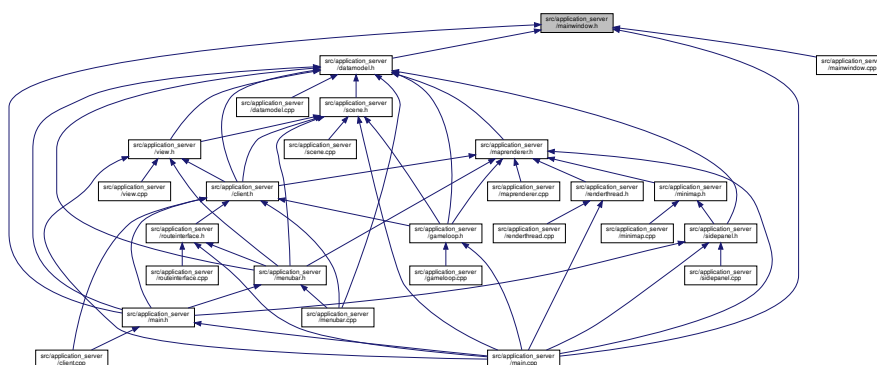 src/application_server
/mainwindow.h
src/application_server
/datamodel.h
src/application_serv
/mainwindow.cpp
src/application_server
/datamodel.cpp
src/application_server
/scene.h
src/application_server
/view.h
src/application_server
/scene.cpp
src/application_server
/maprenderer.h
src/application_server
/view.cpp
src/application_server
/client.h
src/application_server
/maprenderer.cpp
src/application_server
/renderthread.h
src/application_server
/minimap.h
src/application_server
/routeinterface.h
src/application_server
/gameloop.h
src/application_server
/renderthread.cpp
src/application_server
/minimap.cpp
src/application_server
/sidepanel.h
src/application_server
/routeinterface.cpp
src/application_server
/menubar.h
src/application_server
/gameloop.cpp
src/application_server
/sidepanel.cpp
src/application_server
/main.h
src/application_server
/menubar.cpp
src/application_server
/client.cpp
src/application_server
/main.cpp